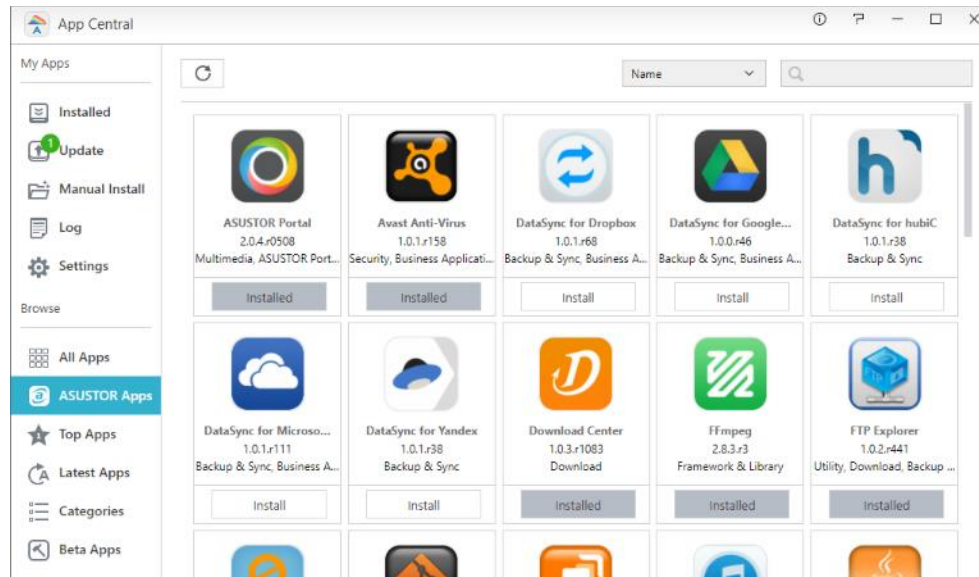 App Central
My Apps
Installed
1
Update
Manual Install
Log
Settings
Browse
All Apps
ASUSTOR Apps
Top Apps
Latest Apps
Categories
Beta Apps
Name
ASUSTOR Portal
2.0.4.r0508
Multimedia, ASUSTOR Port...
Installed
Avast Anti-Virus
1.0.1.r158
Security, Business Applicati...
Installed
DataSync for Dropbox
1.0.1.r68
Backup & Sync, Business A...
Install
DataSync for Google...
1.0.0.r46
Backup & Sync, Business A...
Install
DataSync for hubiC
1.0.1.r38
Backup & Sync
Install
DataSync for Microso...
1.0.1.r111
Backup & Sync, Business A...
Install
DataSync for Yandex
1.0.1.r38
Backup & Sync
Install
Download Center
1.0.3.r1083
Download
Installed
FFmpeg
2.8.3.r3
Framework & Library
Installed
FTP Explorer
1.0.2.r441
Utility, Download, Backup ...
Installed